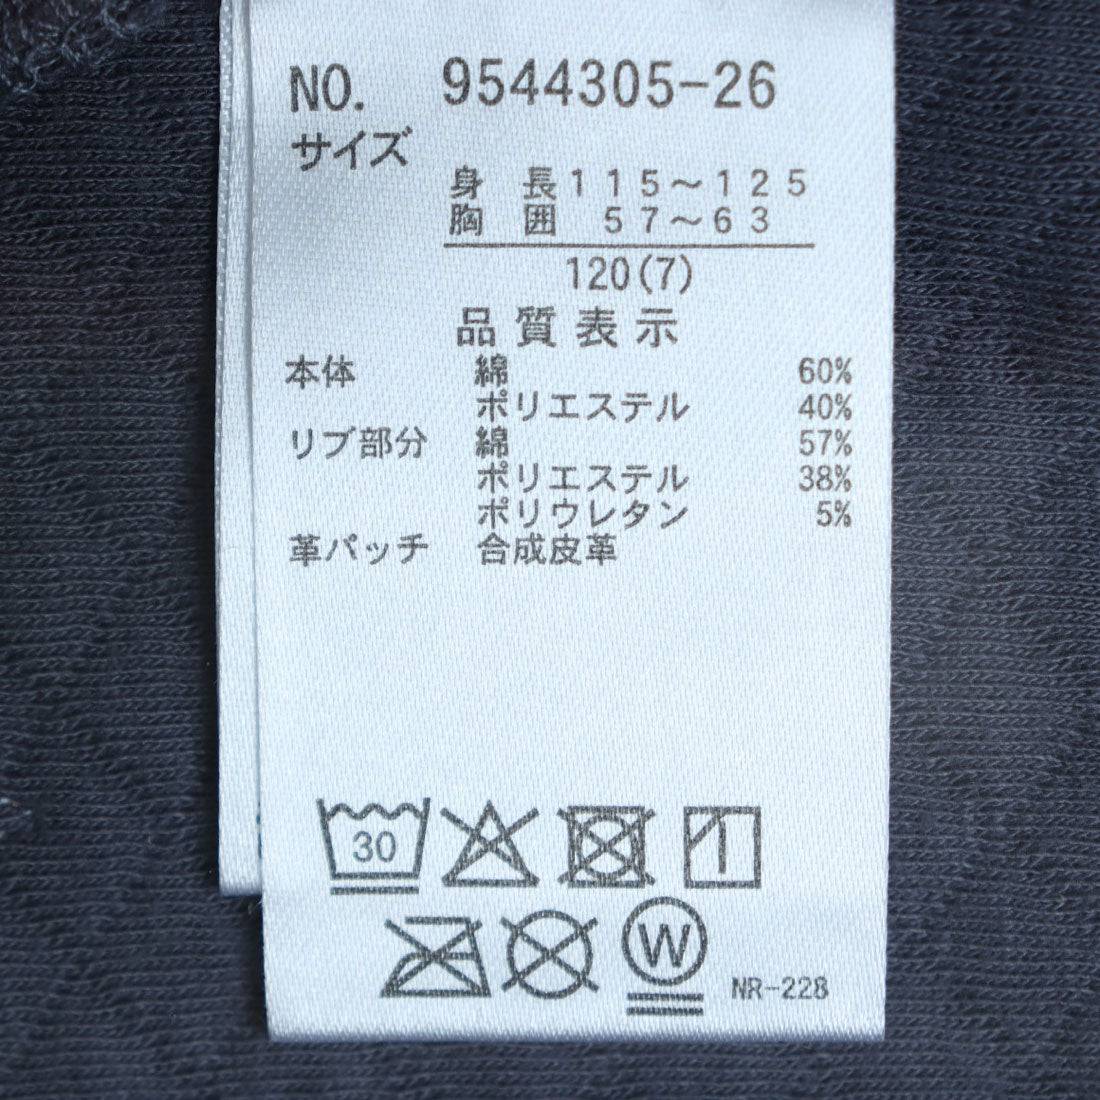 NO. 9544305-26
サイズ
身 長 115〜125
胸 囲 57〜63
120(7)
品質表示
本体 綿 60%
ポリエステル 40%
リブ部分 綿 57%
ポリエステル 38%
ポリウレタン 5%
革パッチ 合成皮革
30
W
NR-228